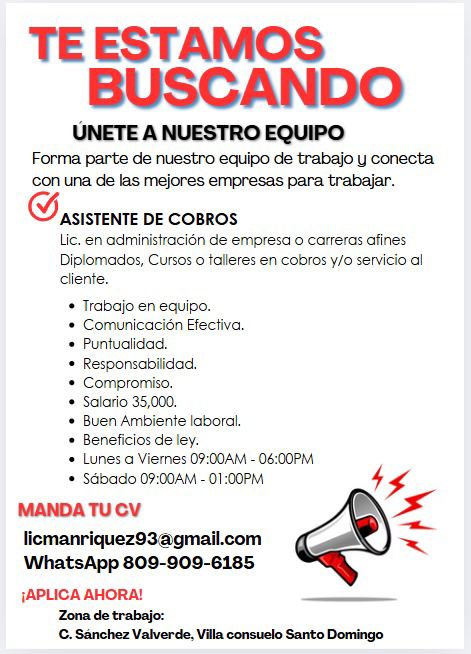 TE ESTAMOS
BUSCANDO
ÚNETE A NUESTRO EQUIPO
Forma parte de nuestro equipo de trabajo y conecta
con una de las mejores empresas para trabajar.
ASISTENTE DE COBROS
Lic. en administración de empresa o carreras afines
Diplomados, Cursos o talleres en cobros y/o servicio al
cliente.
• Trabajo en equipo.
• Comunicación Efectiva.
• Puntualidad.
• Responsabilidad.
• Compromiso.
• Salario 35,000.
• Buen Ambiente laboral.
• Beneficios de ley.
• Lunes a Viernes 09:00AM - 06:00PM
• Sábado 09:00AM - 01:00PM
MANDA TU CV
licmanriquez93@gmail.com
WhatsApp 809-909-6185
¡APLICA AHORA!
Zona de trabajo:
C. Sánchez Valverde, Villa consuelo Santo Domingo